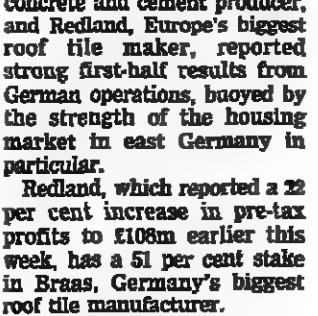 concrete and cement producer,
and Redland, Europe's biggest
roof tile maker, reported
strong first-half results from
German operations, buoyed by
the strength of the housing
market in east Germany in
particular.
Redland, which reported a 22
per cent increase in pre-tax
profits to £108m earlier this
week, has a 51 per cent stake
in Braas, Germany's biggest
roof tile manufacturer.